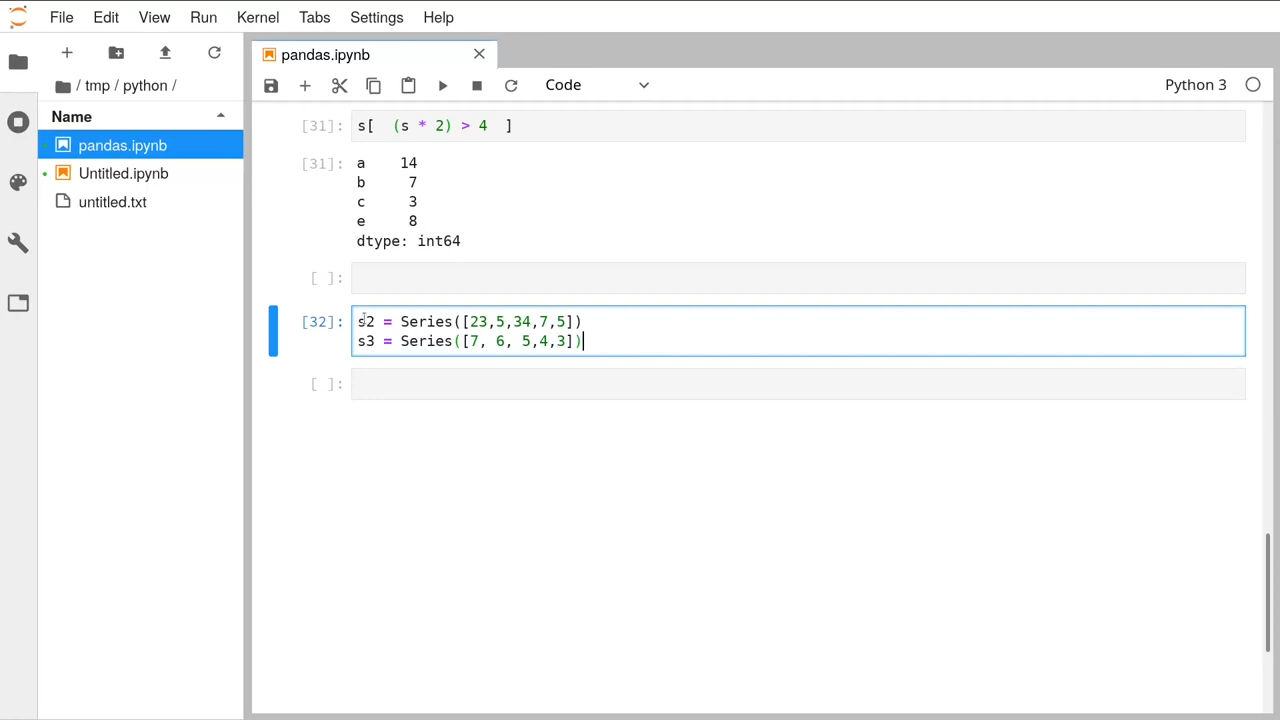 File Edit View Run Kernel Tabs Settings Help
/ tmp / python /
Name
pandas.ipynb
Untitled.ipynb
untitled.txt
pandas.ipynb
Code
Python 3
[31]: s[  (s * 2) > 4  ]
[31]: a    14
b     7
c     3
e     8
dtype: int64
[ ]:
[32]: s2 = Series([23,5,34,7,5])
s3 = Series([7, 6, 5,4,3])
[ ]: